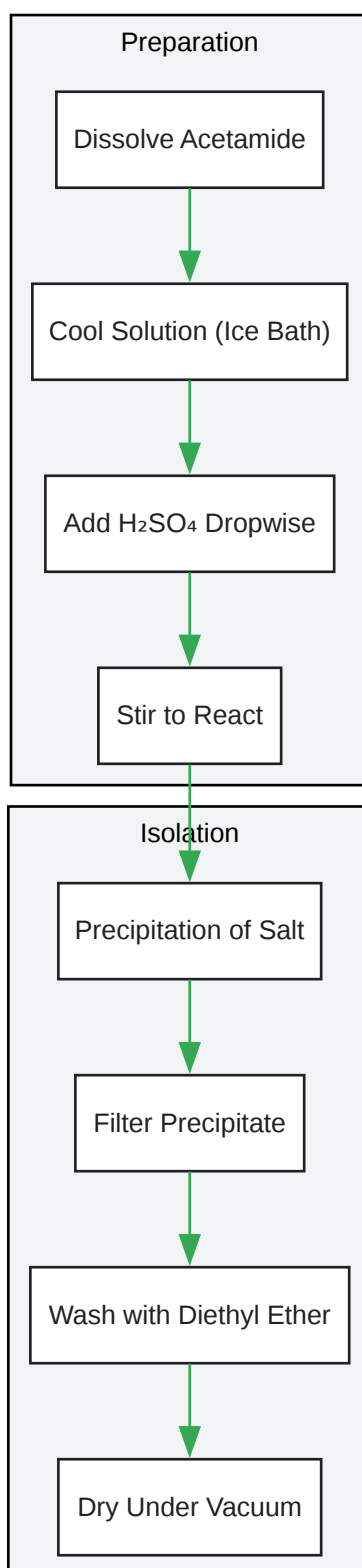 Preparation
Dissolve Acetamide
Cool Solution (Ice Bath)
Add H₂SO₄ Dropwise
Stir to React
Isolation
Precipitation of Salt
Filter Precipitate
Wash with Diethyl Ether
Dry Under Vacuum